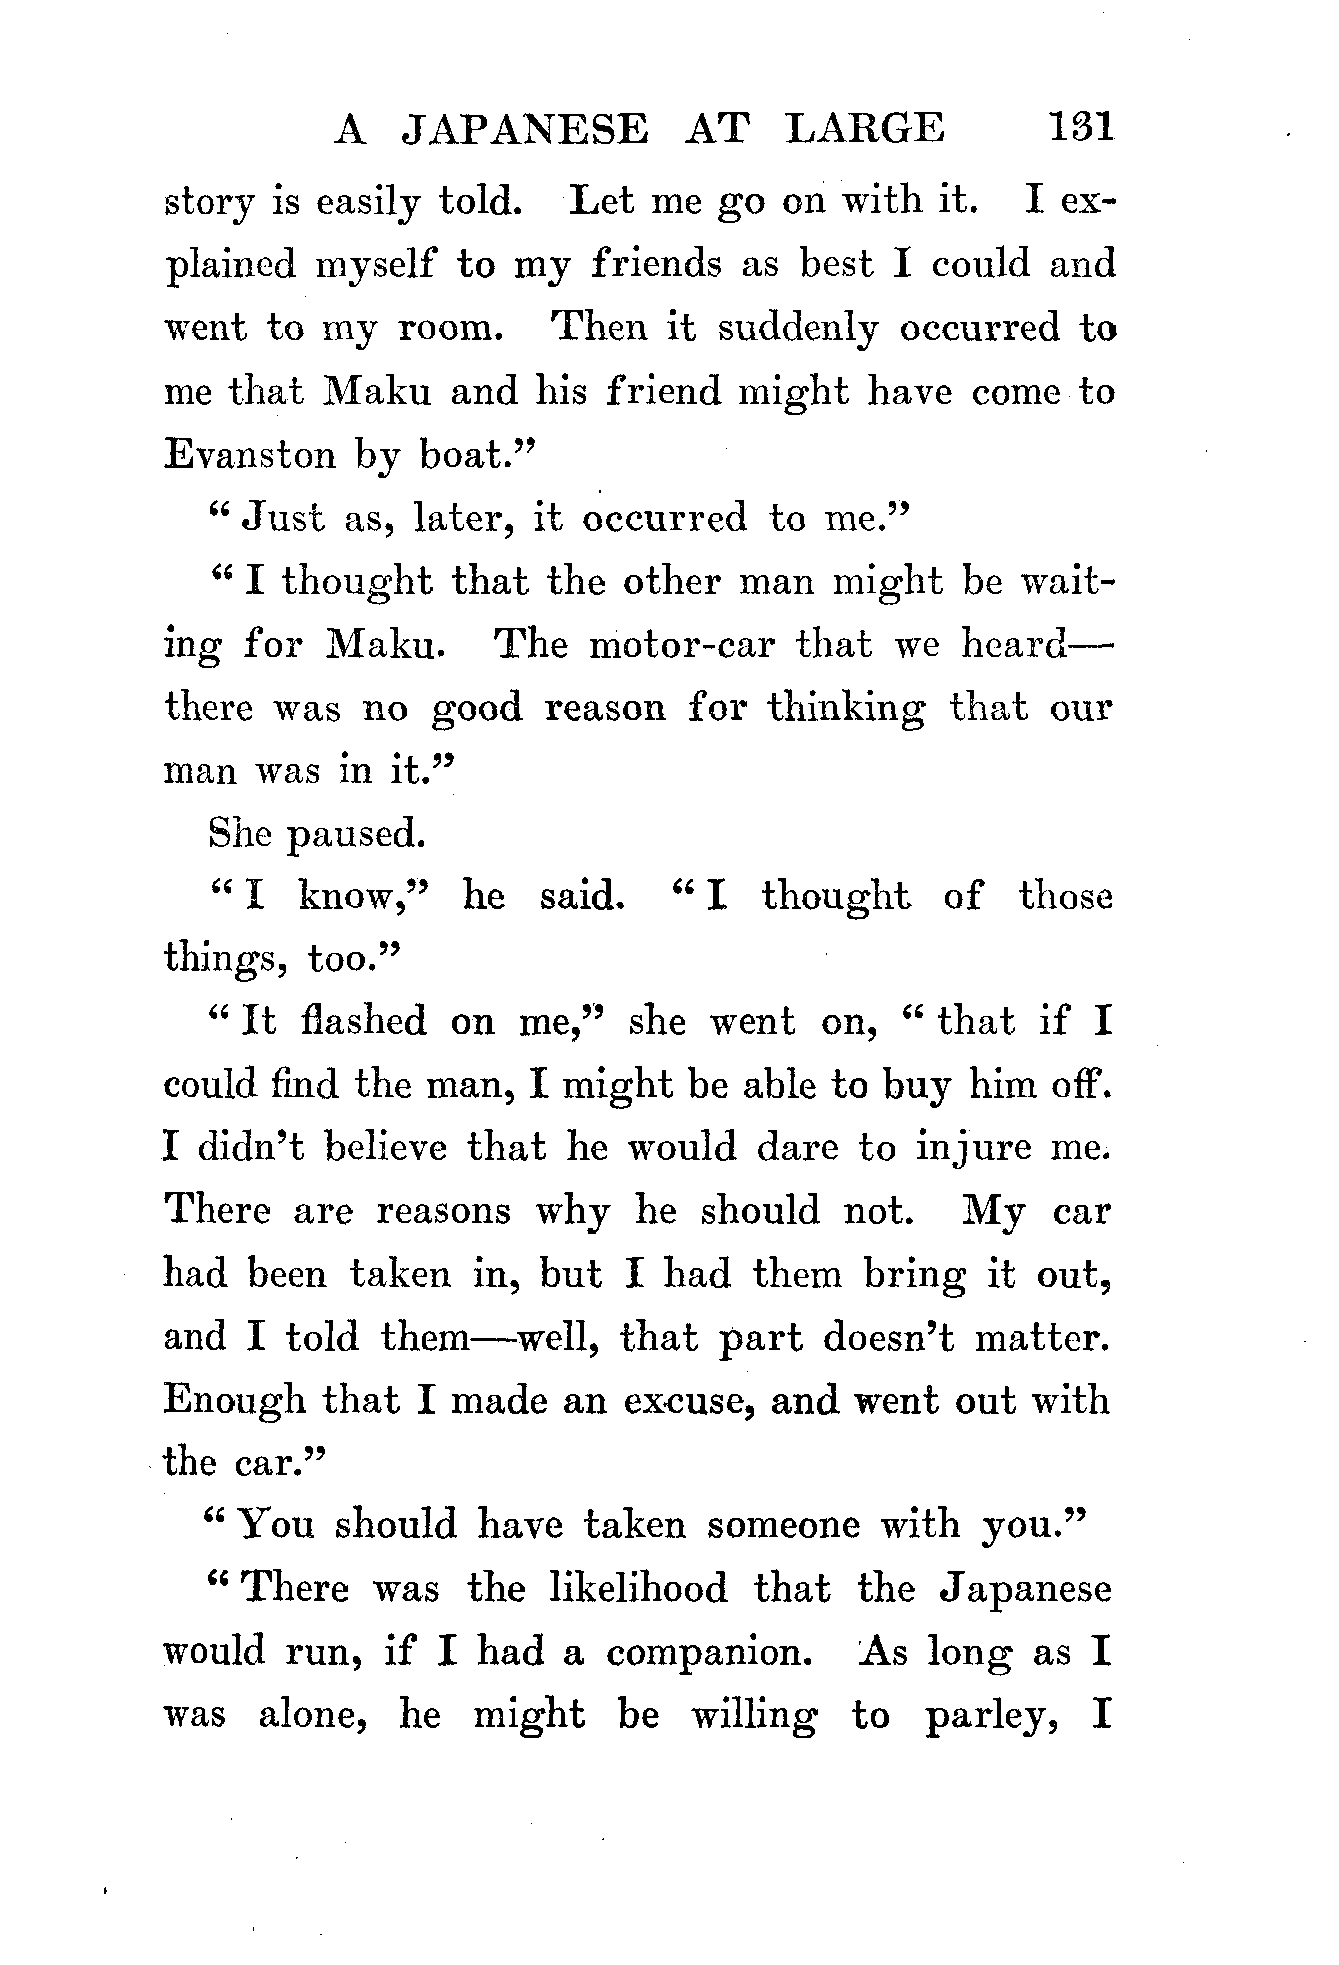 A JAPANESE AT LARGE 131
story is easily told. Let me go on with it. I ex-
plained myself to my friends as best I could and
went to my room. Then it suddenly occurred to
me that Maku and his friend might have come to
Evanston by boat.”
“ Just as, later, it occurred to me.”
“ I thought that the other man might be wait-
ing for Maku. The motor-car that we heard—
there was no good reason for thinking that our
man was in it.”
She paused.
“ I know,” he said. “ I thought of those
things, too.”
“ It flashed on me,” she went on, “ that if I
could find the man, I might be able to buy him off.
I didn’t believe that he would dare to injure me.
There are reasons why he should not. My car
had been taken in, but I had them bring it out,
and I told them—well, that part doesn’t matter.
Enough that I made an excuse, and went out with
the car.”
“ You should have taken someone with you.”
“ There was the likelihood that the Japanese
would run, if I had a companion. As long as I
was alone, he might be willing to parley, I